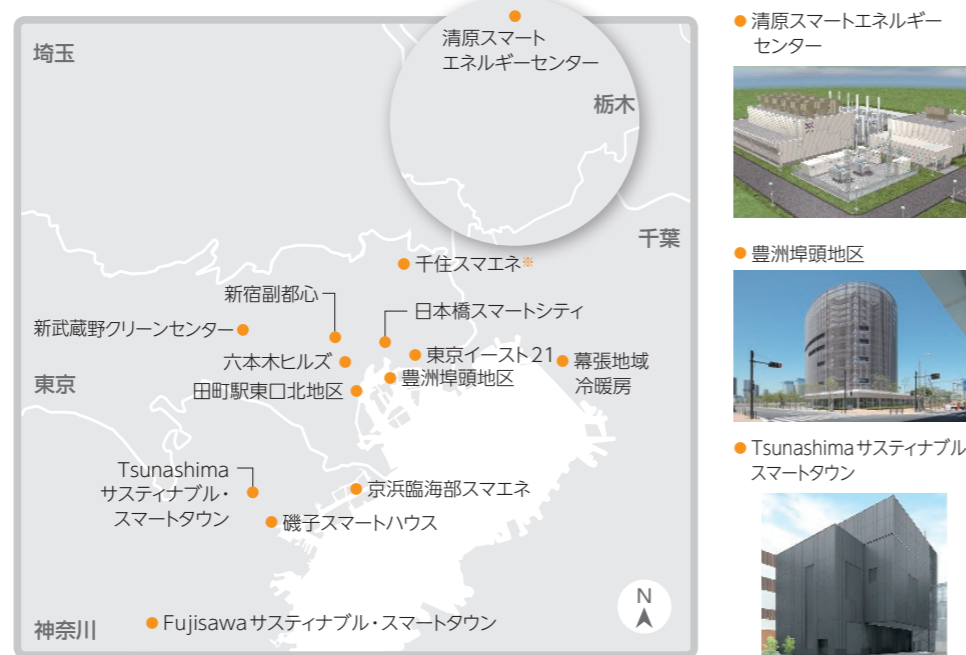 埼玉
清原スマート
エネルギーセンター
栃木
千葉
千住スマエネ※
新宿副都心
日本橋スマートシティ
新武蔵野クリーンセンター
東京イースト21
六本木ヒルズ
豊洲埠頭地区
幕張地域
冷暖房
東京
田町駅東口北地区
Tsunashima
サスティナブル・
スマートタウン
京浜臨海部スマエネ
磯子スマートハウス
N
神奈川
Fujisawaサスティナブル・スマートタウン
清原スマートエネルギー
センター
豊洲埠頭地区
Tsunashimaサスティナブル
スマートタウン